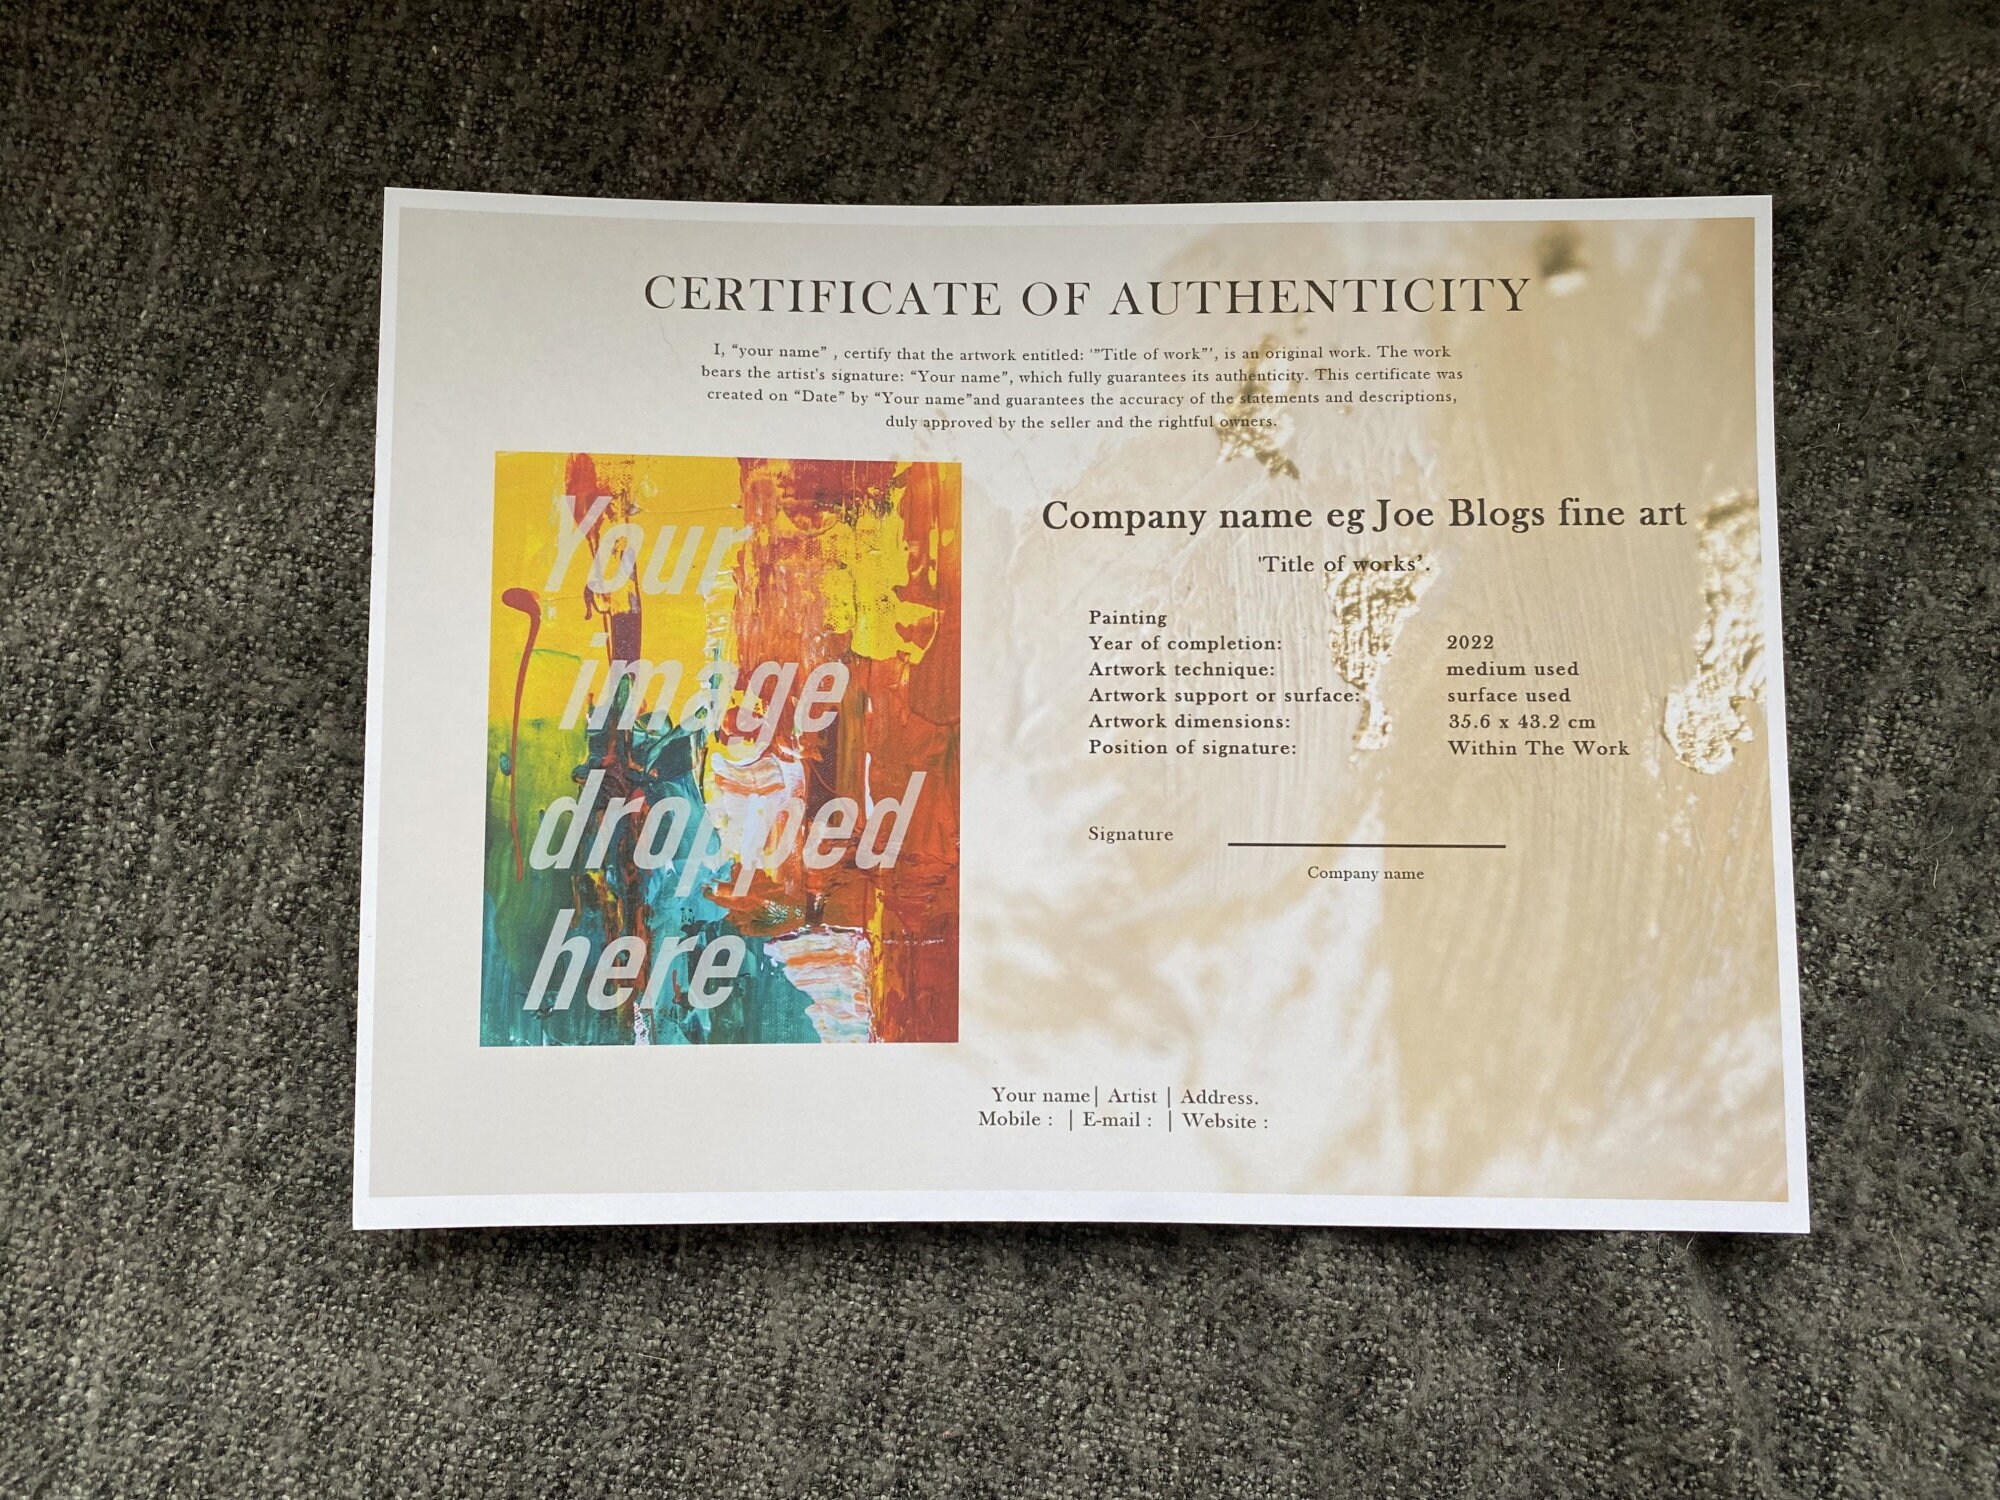 CERTIFICATE OF AUTHENTICITY
I, “your name” , certify that the artwork entitled: ‘”Title of work”’, is an original work. The work
bears the artist's signature: “Your name”, which fully guarantees its authenticity. This certificate was
created on “Date” by “Your name”and guarantees the accuracy of the statements and descriptions,
duly approved by the seller and the rightful owners.
Your
image
dropped
here
Company name eg Joe Blogs fine art
'Title of works’.
Painting
Year of completion: 2022
Artwork technique: medium used
Artwork support or surface: surface used
Artwork dimensions: 35.6 x 43.2 cm
Position of signature: Within The Work
Signature
Company name
Your name| Artist | Address.
Mobile : | E-mail : | Website :